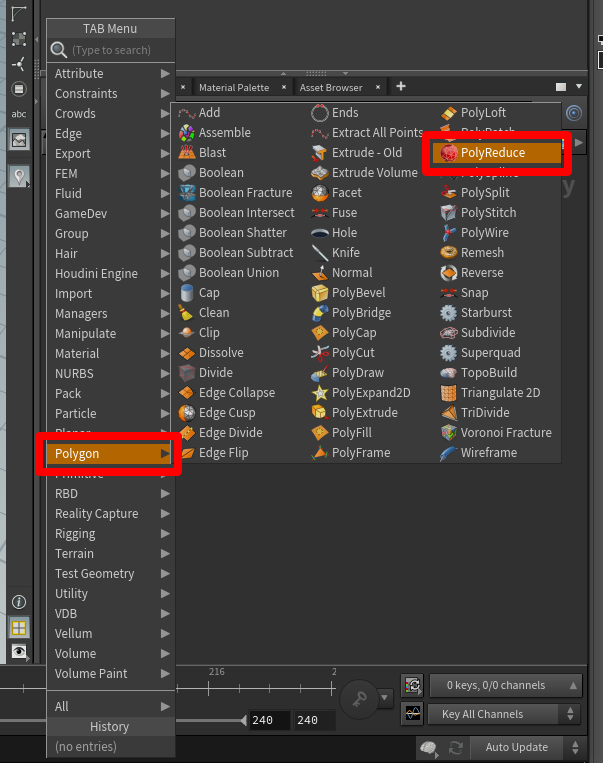 TAB Menu
(Type to search)
Attribute
Constraints
Crowds
Edge
Export
FEM
Fluid
GameDev
Group
Hair
Houdini Engine
Import
Managers
Manipulate
Material
NURBS
Pack
Particle
Polygon
RBD
Reality Capture
Rigging
Terrain
Test Geometry
Utility
VDB
Vellum
Volume
Volume Paint
All
History
(no entries)
abc
Material Palette
Asset Browser
Add
Assemble
Blast
Boolean
Boolean Fracture
Boolean Intersect
Boolean Shatter
Boolean Subtract
Boolean Union
Cap
Clean
Clip
Dissolve
Divide
Edge Collapse
Edge Cusp
Edge Divide
Edge Flip
Ends
Extract All Points
Extrude - Old
Extrude Volume
Facet
Fuse
Hole
Knife
Normal
PolyBevel
PolyBridge
PolyCap
PolyCut
PolyDraw
PolyExpand2D
PolyExtrude
PolyFill
PolyFrame
PolyLoft
PolyReduce
PolySplit
PolyStitch
PolyWire
Remesh
Reverse
Snap
Starburst
Subdivide
Superquad
TopoBuild
Triangulate 2D
TriDivide
Voronoi Fracture
Wireframe
216
2
240
240
0 keys, 0/0 channels
Key All Channels
Auto Update